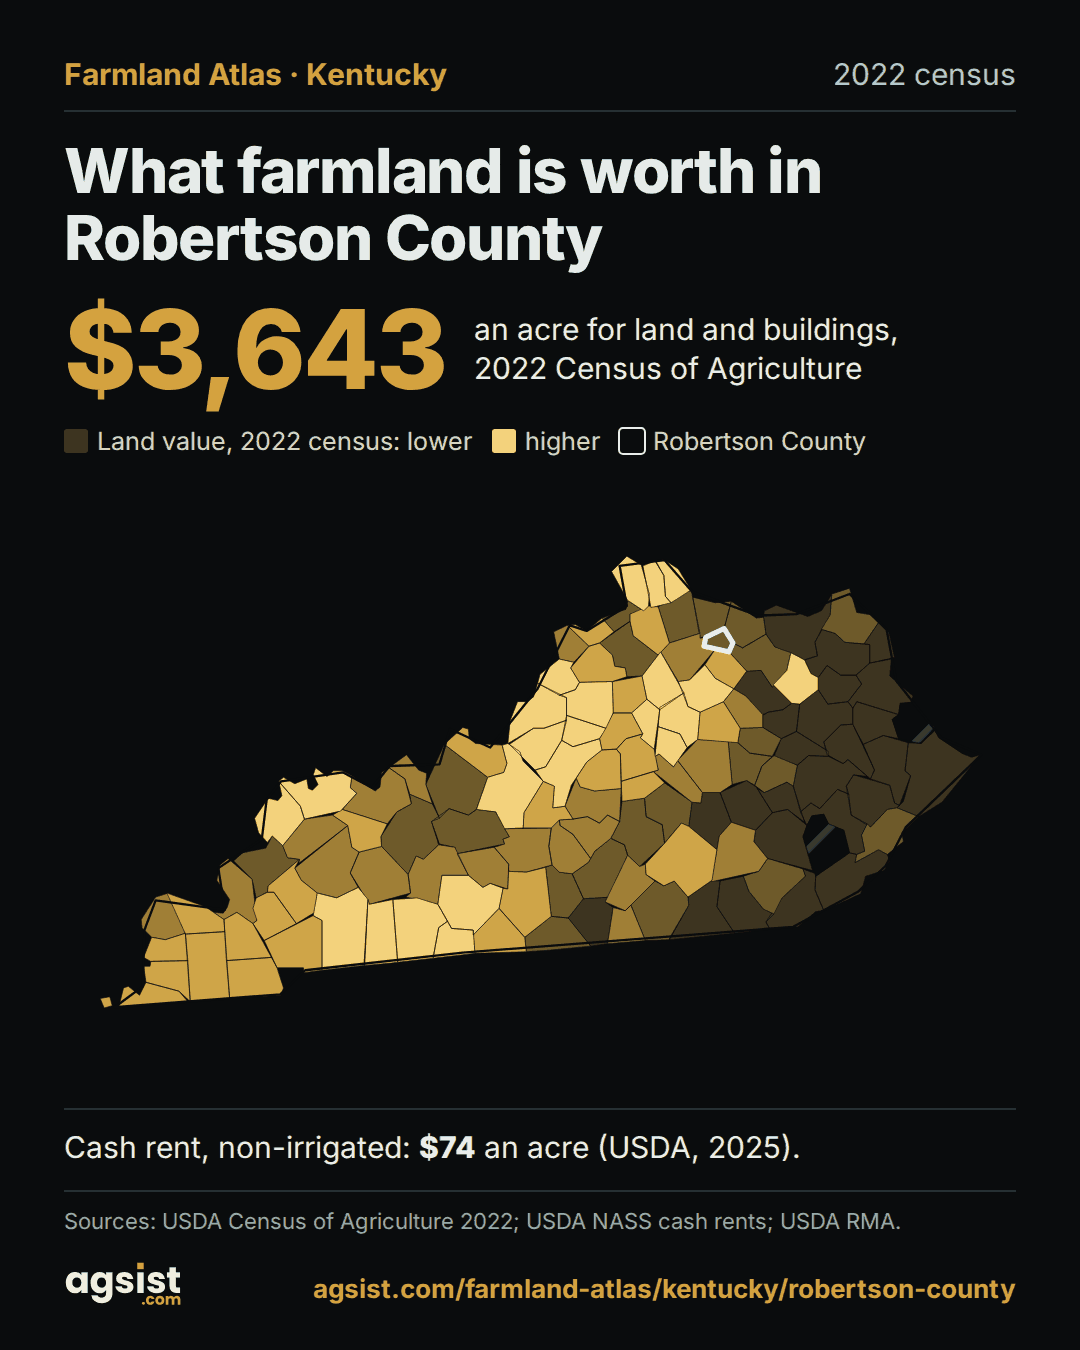 Farmland Atlas · Kentucky
2022 census
What farmland is worth in
Robertson County
$3,643
an acre for land and buildings,
2022 Census of Agriculture
Land value, 2022 census: lower
higher
Robertson County
Cash rent, non-irrigated: $74 an acre (USDA, 2025).
Sources: USDA Census of Agriculture 2022; USDA NASS cash rents; USDA RMA.
agsist
.com
agsist.com/farmland-atlas/kentucky/robertson-county